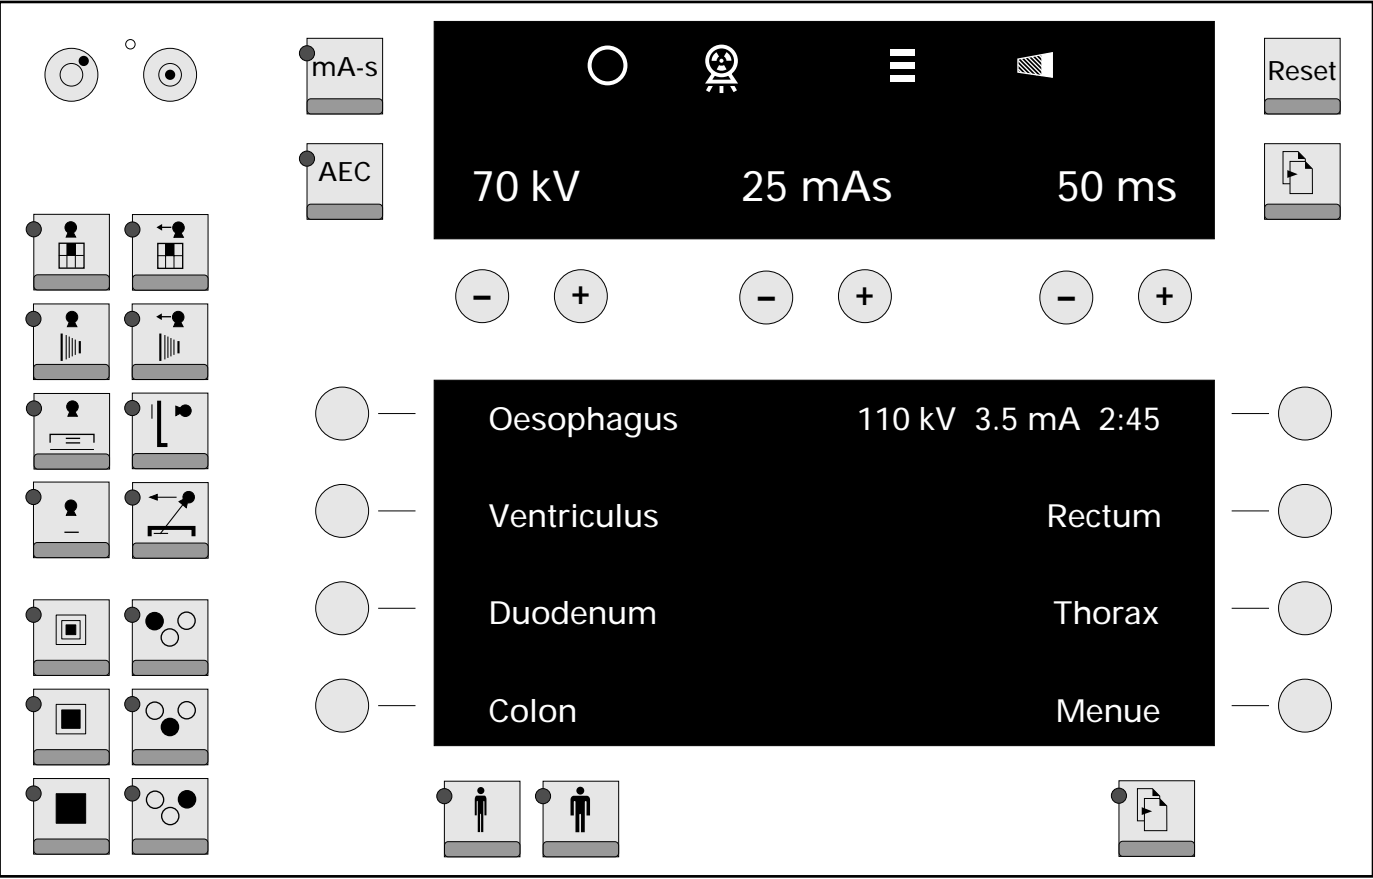 mA-s
Reset
AEC
70 kV 25 mAs 50 ms
- + - + - +
Oesophagus 110 kV 3.5 mA 2:45
Ventriculus Rectum
Duodenum Thorax
Colon Menue